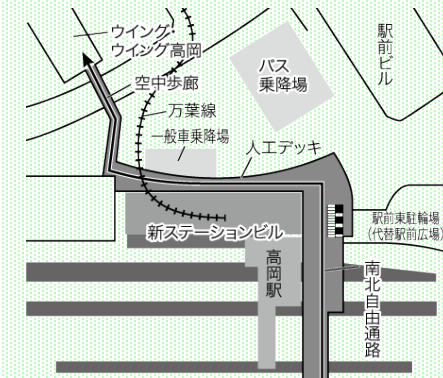 ウイング・
ウイング高岡
空中歩廊
万葉線
一般車乗降場
バス
乗降場
駅前ビル
人工デッキ
駅前東駐輪場
(代替駅前広場)
新ステーションビル
高岡駅
南北自由通路